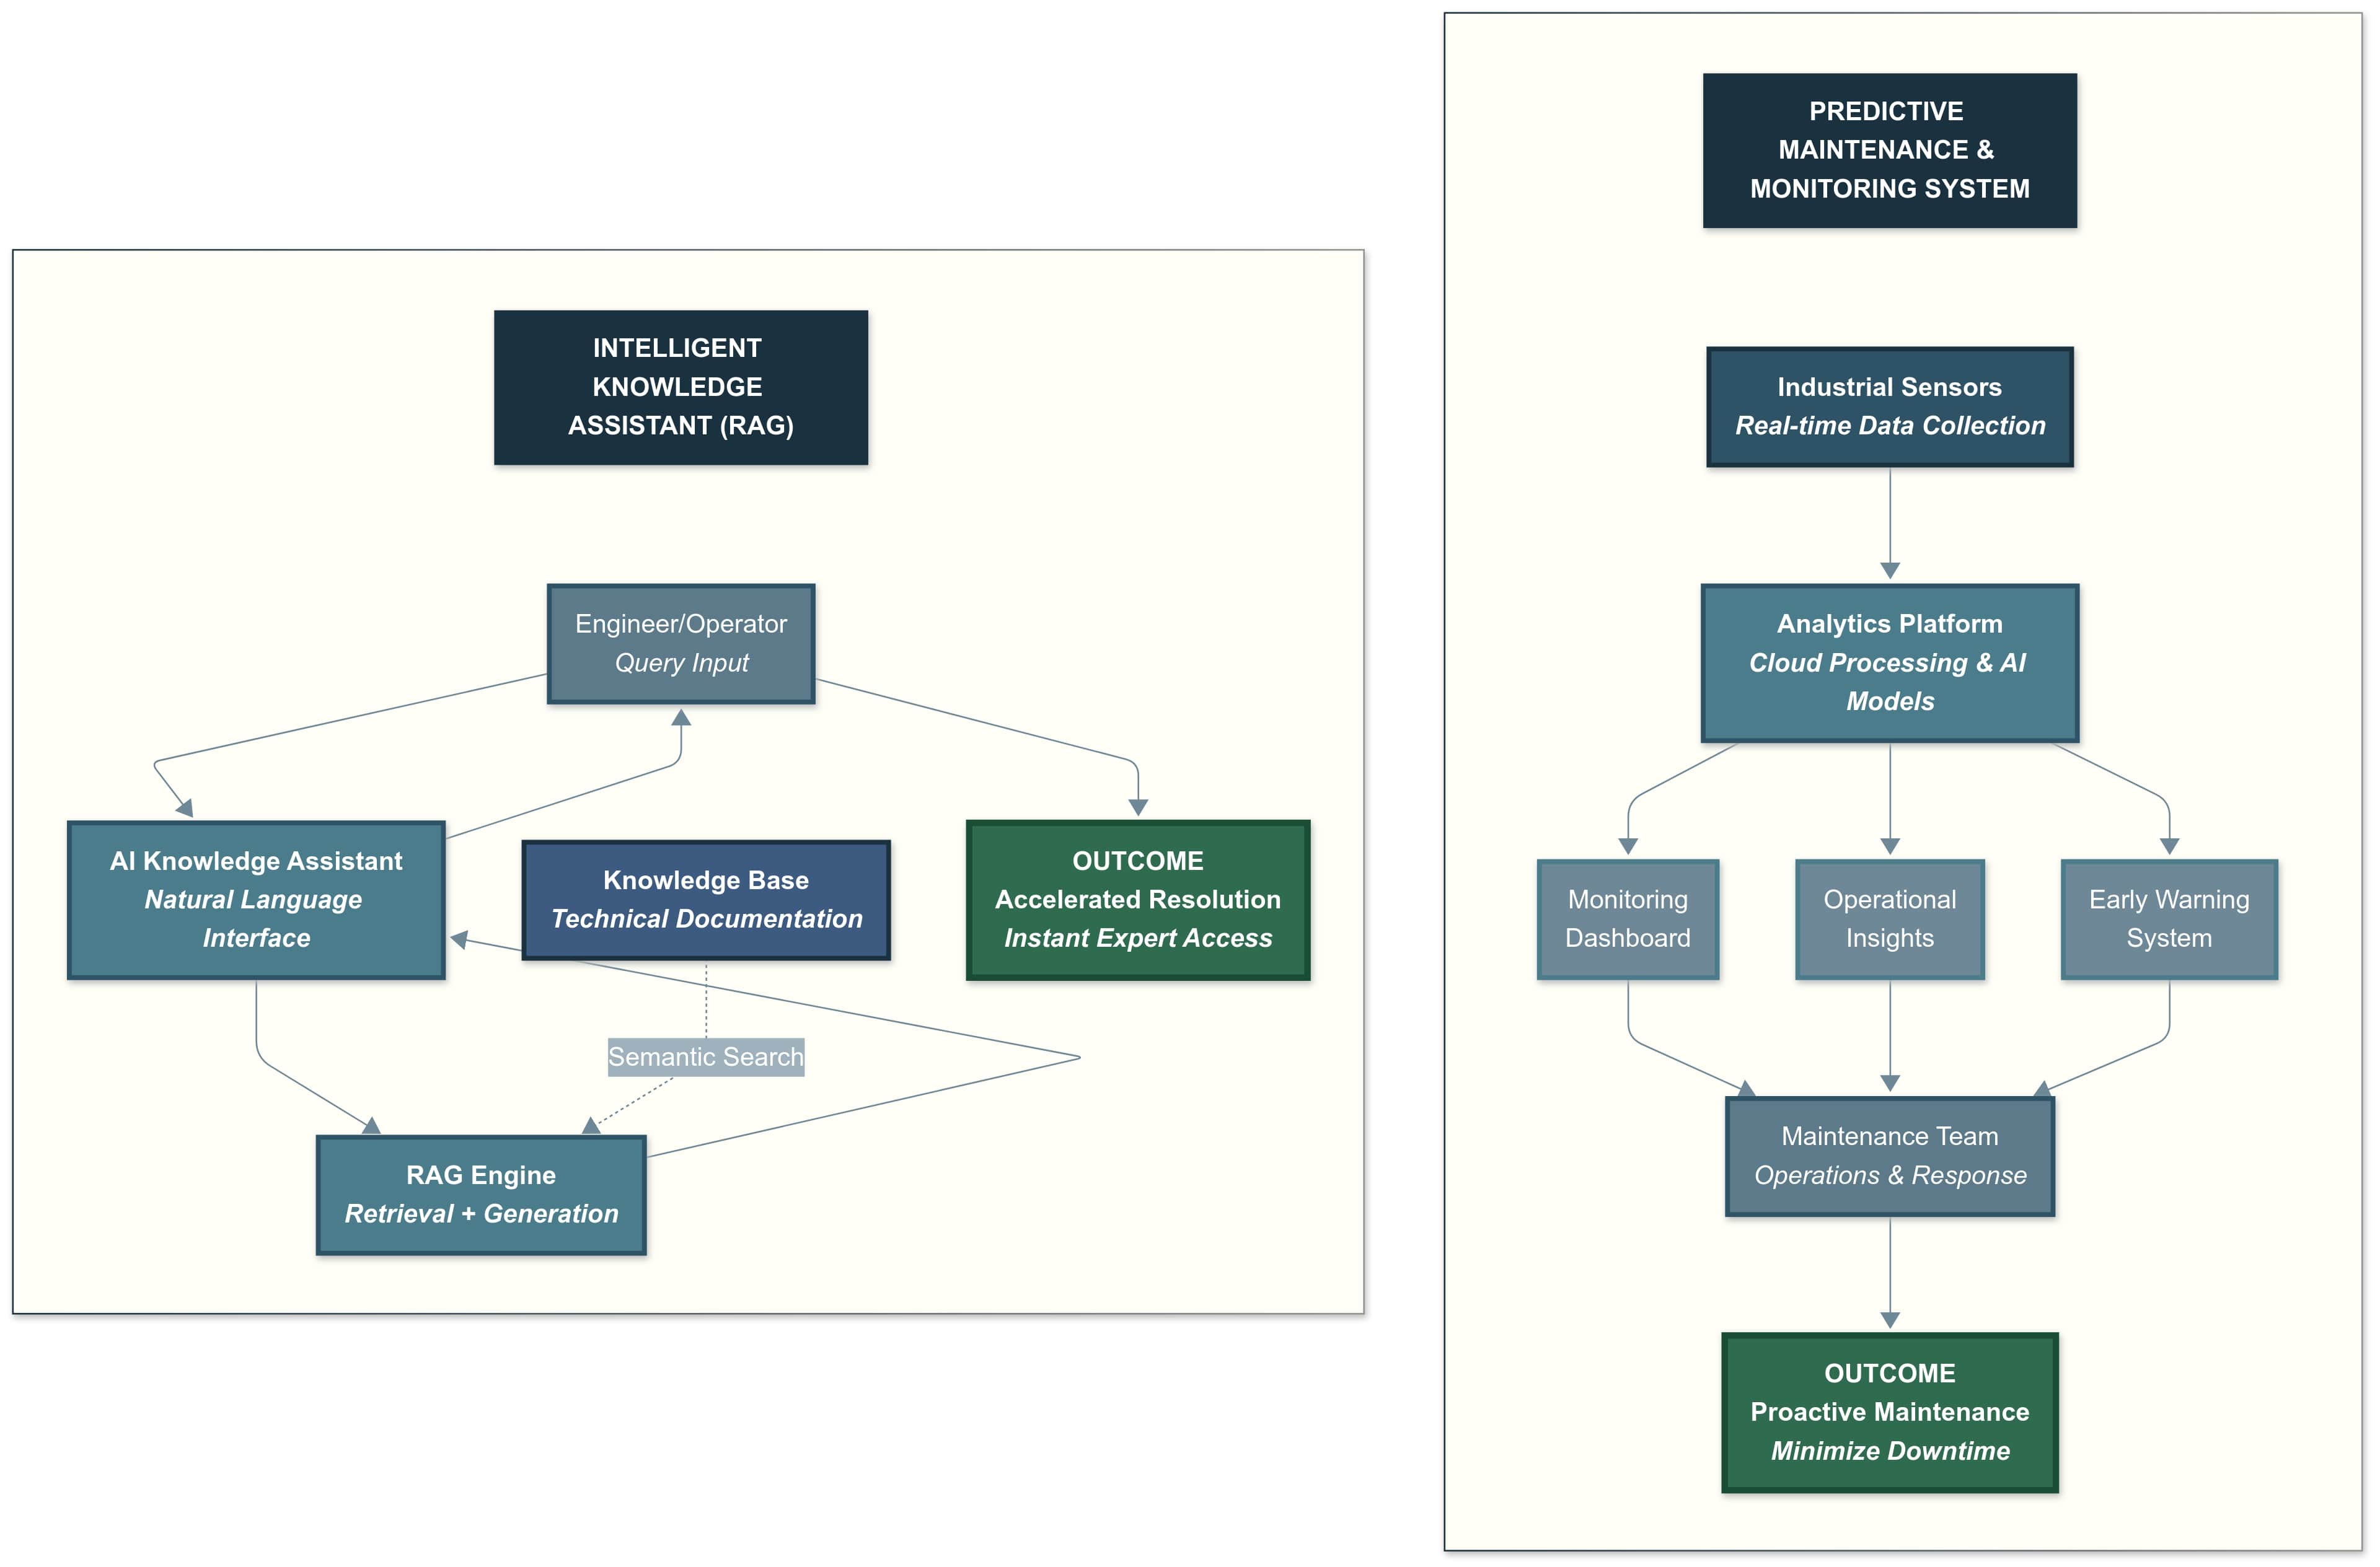 INTELLIGENT
KNOWLEDGE
ASSISTANT (RAG)
Engineer/Operator
Query Input
AI Knowledge Assistant
Natural Language
Interface
Knowledge Base
Technical Documentation
OUTCOME
Accelerated Resolution
Instant Expert Access
Semantic Search
RAG Engine
Retrieval + Generation
PREDICTIVE
MAINTENANCE &
MONITORING SYSTEM
Industrial Sensors
Real-time Data Collection
Analytics Platform
Cloud Processing & AI
Models
Monitoring
Dashboard
Operational
Insights
Early Warning
System
Maintenance Team
Operations & Response
OUTCOME
Proactive Maintenance
Minimize Downtime